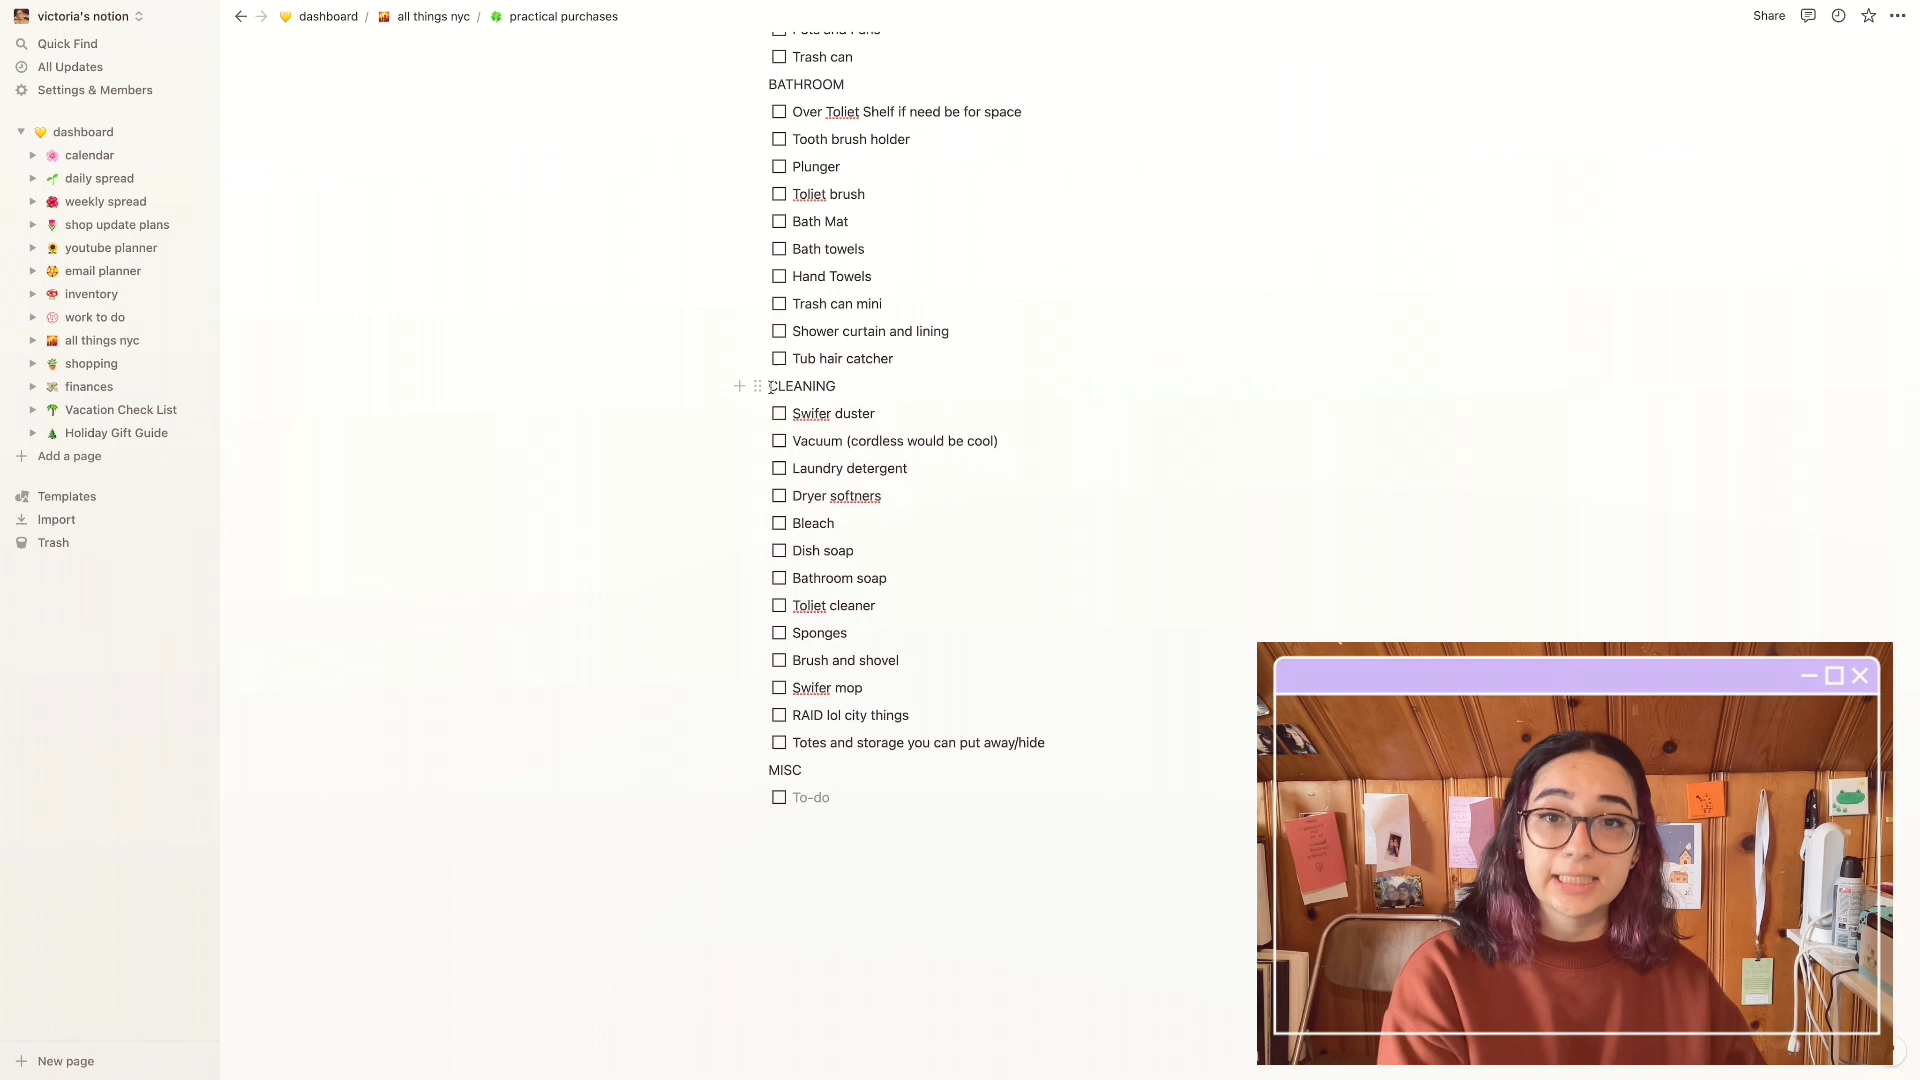 victoria's notion
Quick Find
All Updates
Settings & Members
dashboard
calendar
daily spread
weekly spread
shop update plans
youtube planner
email planner
inventory
work to do
all things nyc
shopping
finances
Vacation Check List
Holiday Gift Guide
Add a page
Templates
Import
Trash
New page
dashboard / all things nyc / practical purchases
Share
Pots and Pans
Trash can
BATHROOM
Over Toliet Shelf if need be for space
Tooth brush holder
Plunger
Toliet brush
Bath Mat
Bath towels
Hand Towels
Trash can mini
Shower curtain and lining
Tub hair catcher
CLEANING
Swifer duster
Vacuum (cordless would be cool)
Laundry detergent
Dryer softners
Bleach
Dish soap
Bathroom soap
Toliet cleaner
Sponges
Brush and shovel
Swifer mop
RAID lol city things
Totes and storage you can put away/hide
MISC
To-do